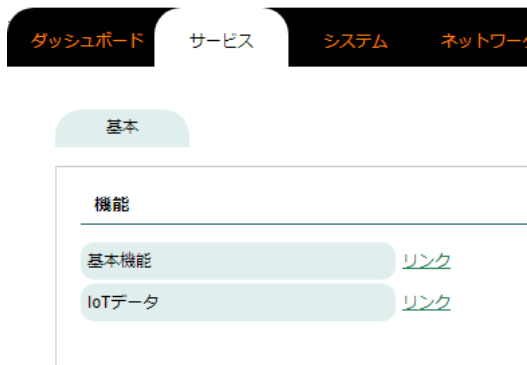 ダッシュボード サービス システム ネットワーク
基本
機能
基本機能 リンク
IoTデータ リンク